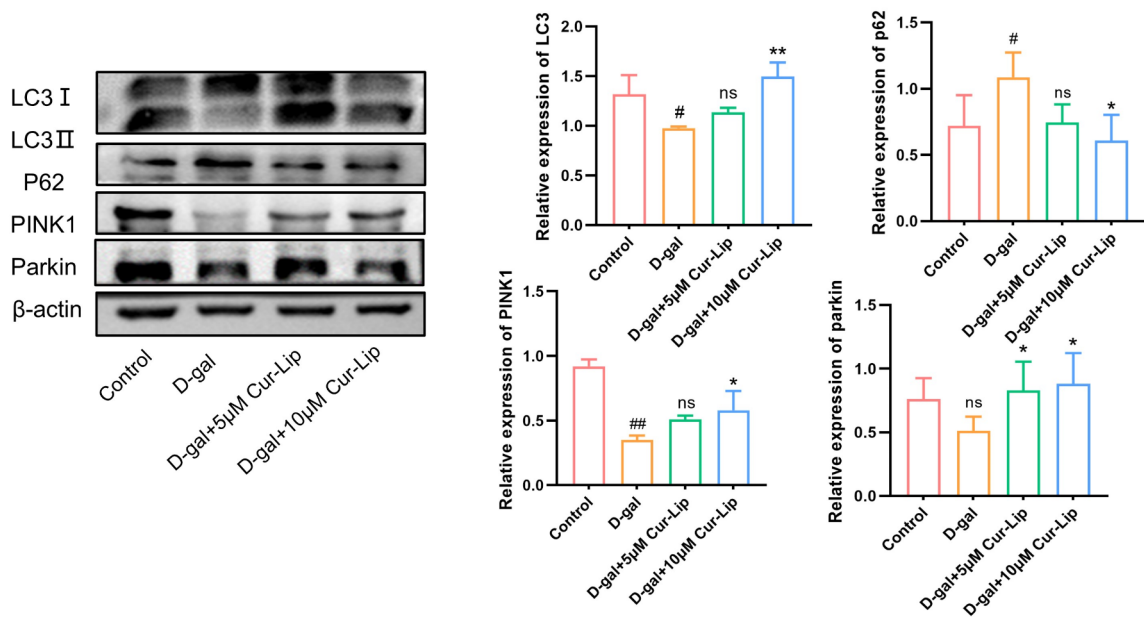 LC3 Ⅰ
LC3 Ⅱ
P62
PINK1
Parkin
β-actin
Control
D-gal
D-gal+5μM Cur-Lip
D-gal+10μM Cur-Lip
Relative expression of LC3
2.0
1.5
1.0
0.5
0.0
#
ns
**
Control
D-gal
D-gal+5μM Cur-Lip
D-gal+10μM Cur-Lip
Relative expression of p62
1.5
1.0
0.5
0.0
#
ns
*
Control
D-gal
D-gal+5μM Cur-Lip
D-gal+10μM Cur-Lip
Relative expression of PINK1
1.5
1.0
0.5
0.0
##
ns
*
Control
D-gal
D-gal+5μM Cur-Lip
D-gal+10μM Cur-Lip
Relative expression of parkin
1.5
1.0
0.5
0.0
ns
*
*
Control
D-gal
D-gal+5μM Cur-Lip
D-gal+10μM Cur-Lip